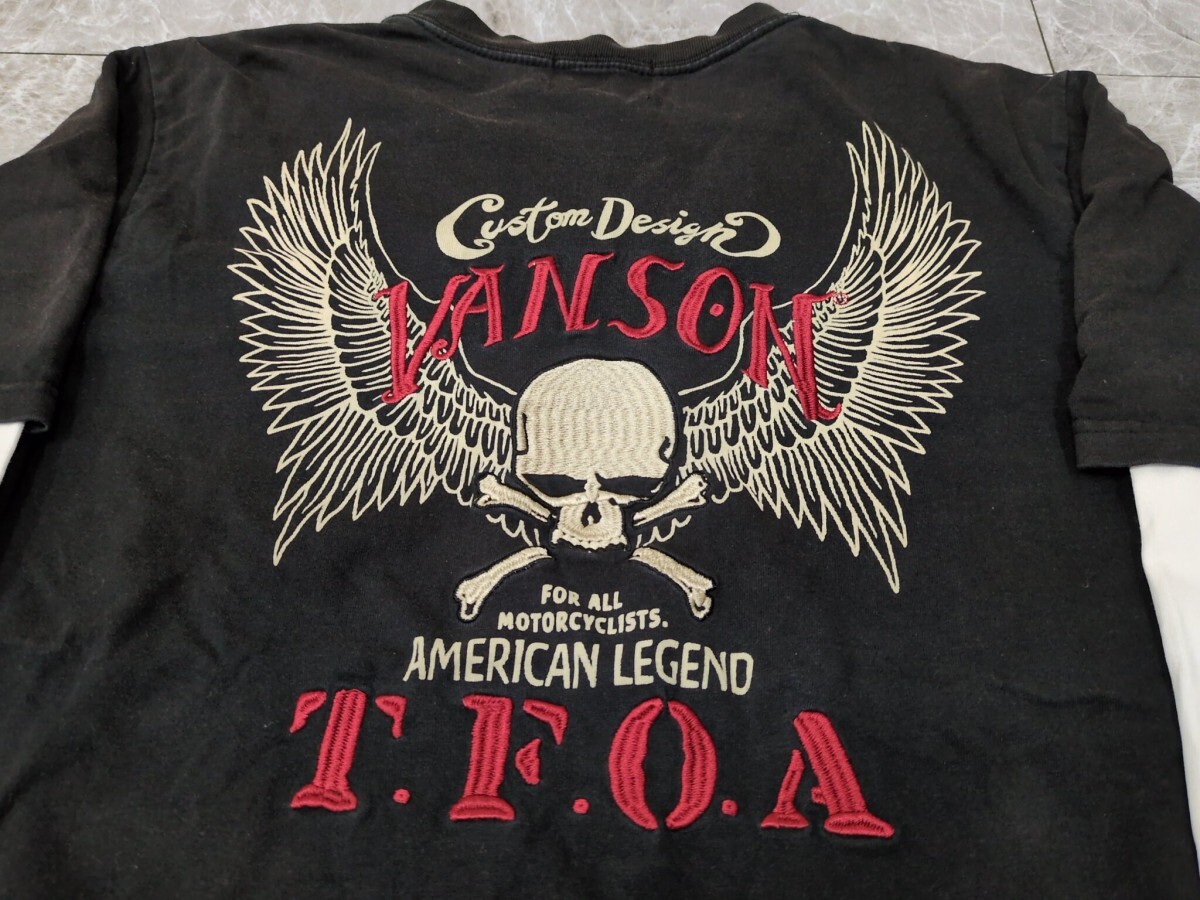 Custom Design
VANSON
FOR ALL
MOTORCYCLISTS.
AMERICAN LEGEND
T.F.O.A